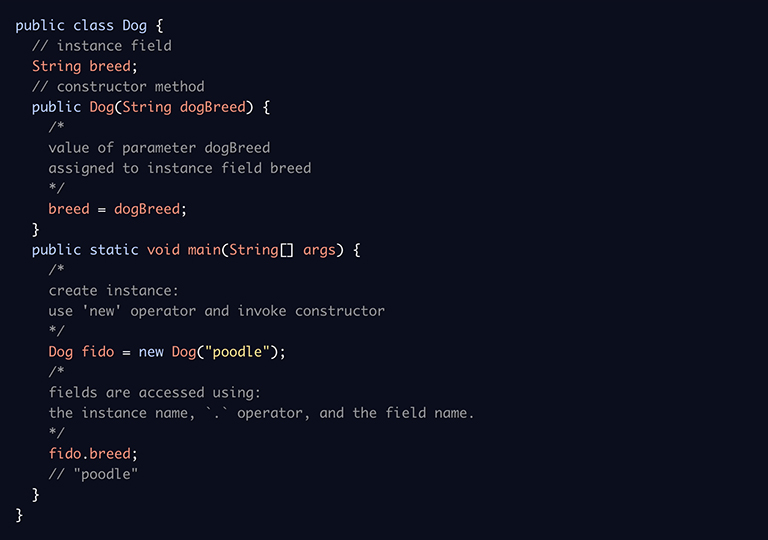 public class Dog {
  // instance field
  String breed;
  // constructor method
  public Dog(String dogBreed) {
    /*
    value of parameter dogBreed
    assigned to instance field breed
    */
    breed = dogBreed;
  }
  public static void main(String[] args) {
    /*
    create instance:
    use 'new' operator and invoke constructor
    */
    Dog fido = new Dog("poodle");
    /*
    fields are accessed using:
    the instance name, `.` operator, and the field name.
    */
    fido.breed;
    // "poodle"
  }
}